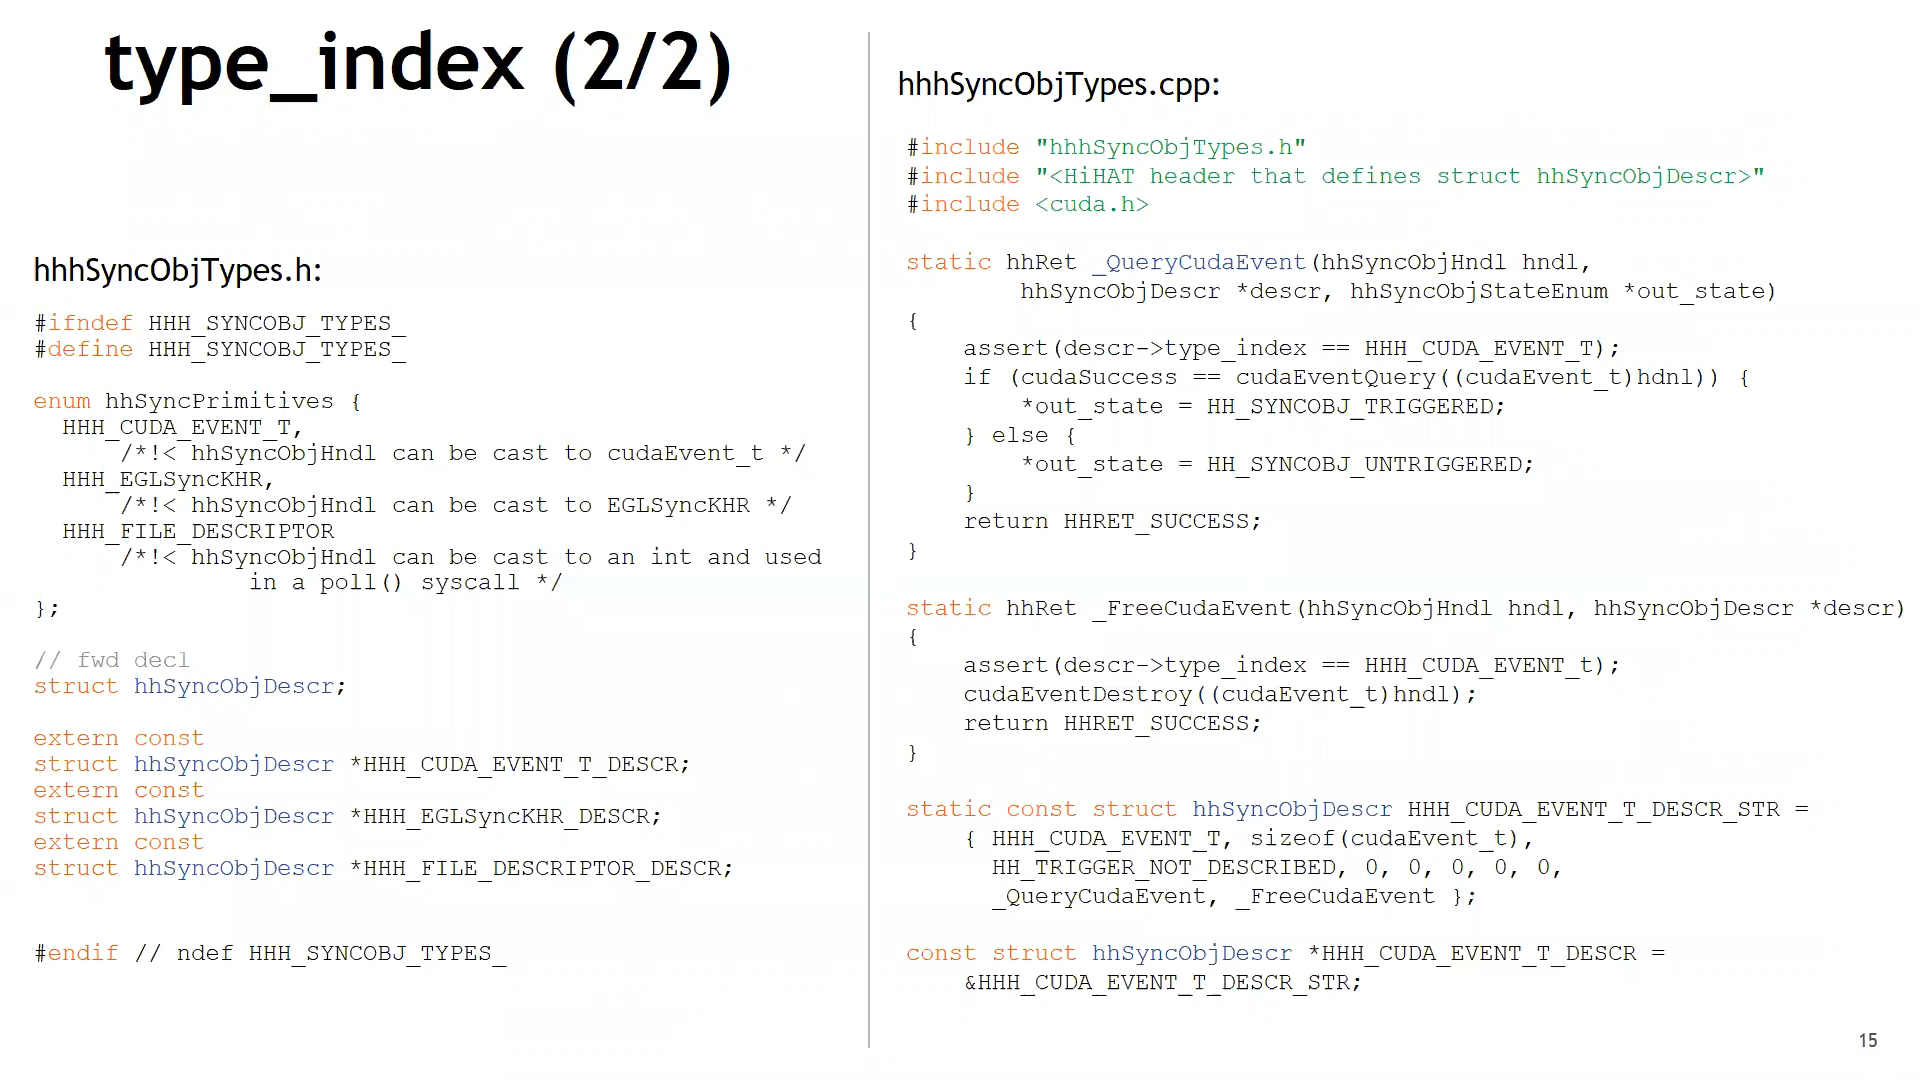 type_index (2/2)
hhhSyncObjTypes.h:
#ifndef HHH_SYNCOBJ_TYPES_
#define HHH_SYNCOBJ_TYPES_
enum hhSyncPrimitives {
HHH_CUDA_EVENT_T,
/*!< hhSyncObjHndl can be cast to cudaEvent_t */
HHH_EGLSyncKHR,
/*!< hhSyncObjHndl can be cast to EGLSyncKHR */
HHH_FILE_DESCRIPTOR
/*!< hhSyncObjHndl can be cast to an int and used
in a poll() syscall */
};
// fwd decl
struct hhSyncObjDescr;
extern const
struct hhSyncObjDescr *HHH_CUDA_EVENT_T_DESCR;
extern const
struct hhSyncObjDescr *HHH_EGLSyncKHR_DESCR;
extern const
struct hhSyncObjDescr *HHH_FILE_DESCRIPTOR_DESCR;
#endif // ndef HHH_SYNCOBJ_TYPES_
hhhSyncObjTypes.cpp:
#include "hhhSyncObjTypes.h"
#include "<HiHAT header that defines struct hhSyncObjDescr>"
#include <cuda.h>
static hhRet _QueryCudaEvent(hhSyncObjHndl hndl,
hhSyncObjDescr *descr, hhSyncObjStateEnum *out_state)
{
assert(descr->type_index == HHH_CUDA_EVENT_T);
if (cudaSuccess == cudaEventQuery((cudaEvent_t)hdnl)) {
*out_state = HH_SYNCOBJ_TRIGGERED;
} else {
*out_state = HH_SYNCOBJ_UNTRIGGERED;
}
return HHRET_SUCCESS;
}
static hhRet _FreeCudaEvent(hhSyncObjHndl hndl, hhSyncObjDescr *descr)
{
assert(descr->type_index == HHH_CUDA_EVENT_t);
cudaEventDestroy((cudaEvent_t)hndl);
return HHRET_SUCCESS;
}
static const struct hhSyncObjDescr HHH_CUDA_EVENT_T_DESCR_STR =
{ HHH_CUDA_EVENT_T, sizeof(cudaEvent_t),
HH_TRIGGER_NOT_DESCRIBED, 0, 0, 0, 0, 0,
_QueryCudaEvent, _FreeCudaEvent };
const struct hhSyncObjDescr *HHH_CUDA_EVENT_T_DESCR =
&HHH_CUDA_EVENT_T_DESCR_STR;
15